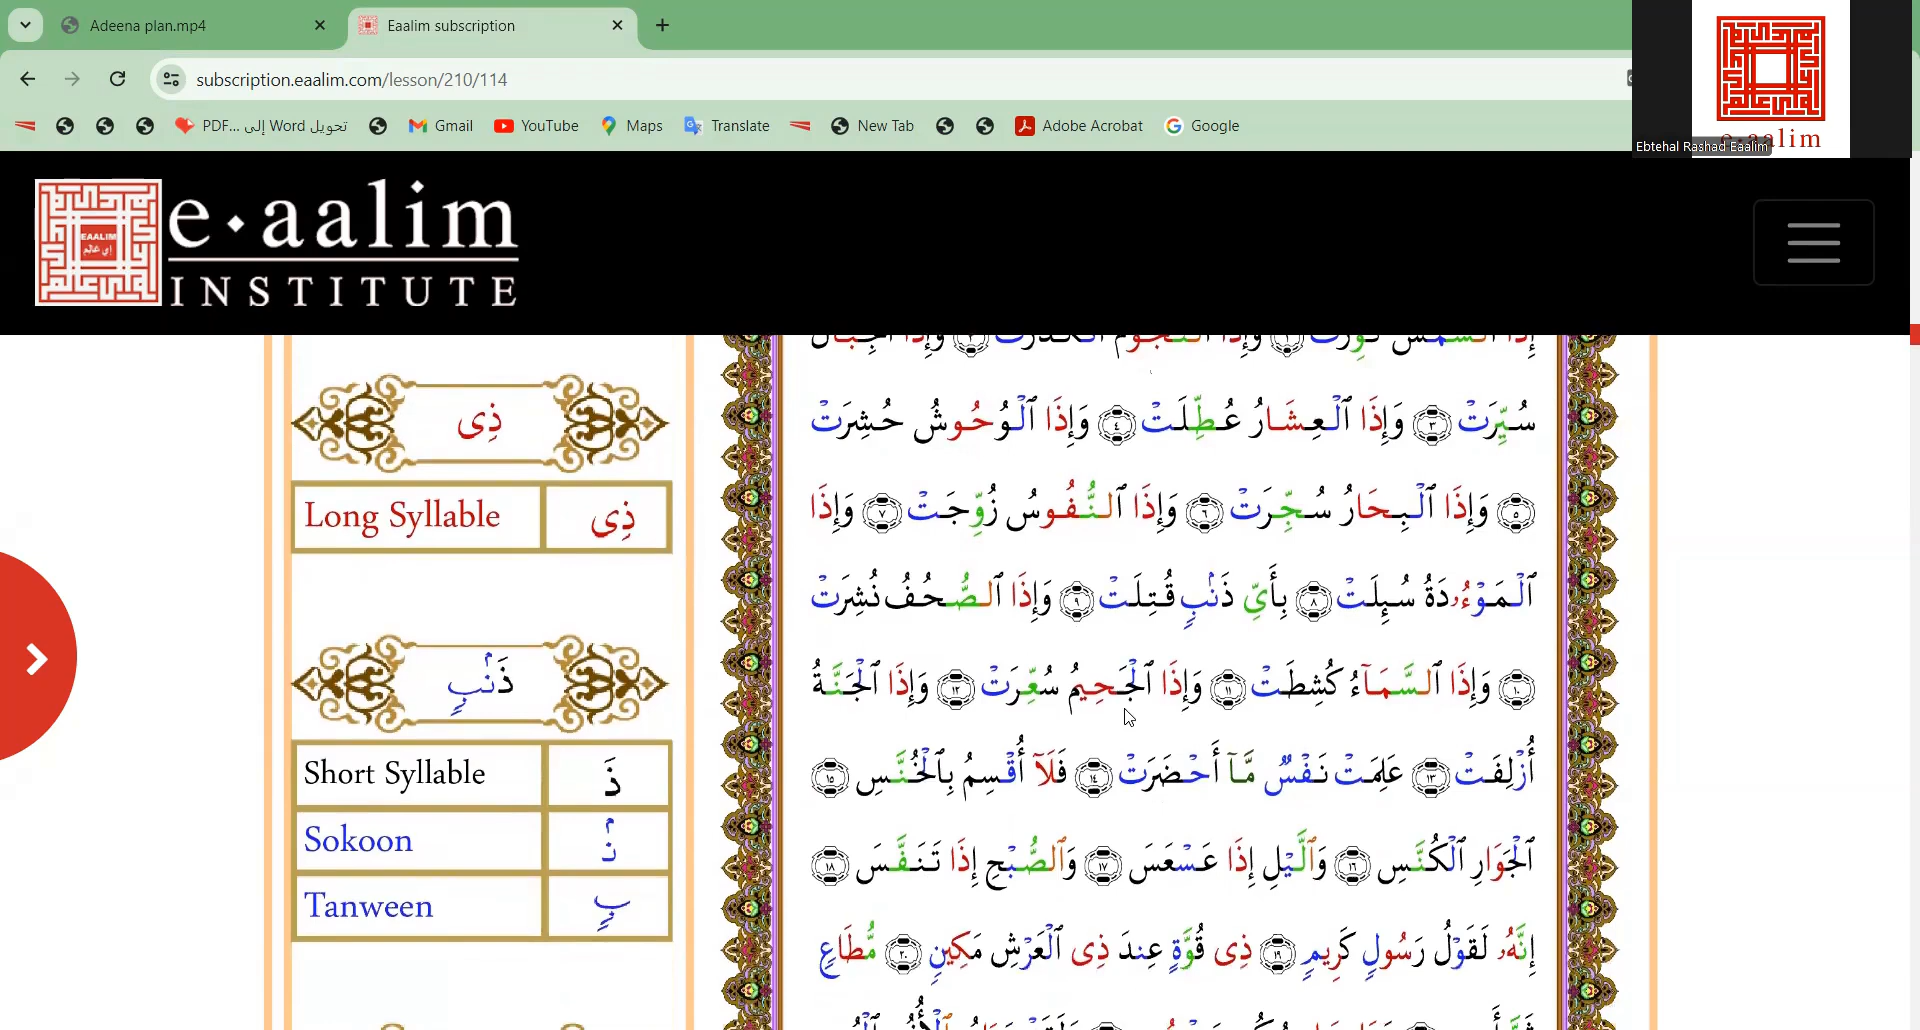 Adeena plan.mp4
Eaalim subscription
subscription.eaalim.com/lesson/210/114
تحويل Word إلى PDF...
Gmail
YouTube
Maps
Translate
New Tab
Adobe Acrobat
Google
e·aalim
Ebtehal Rashad Eaalim
EAALIM
إي عالم
e·aalim
INSTITUTE
ذِى
Long Syllable ذِى
ذَنۢبٍ
Short Syllable ذَ
Sokoon نۢ
Tanween بٍ
سُيِّرَتْ ٣ وَإِذَا ٱلْعِشَارُ عُطِّلَتْ ٤ وَإِذَا ٱلْوُحُوشُ حُشِرَتْ
٥ وَإِذَا ٱلْبِحَارُ سُجِّرَتْ ٦ وَإِذَا ٱلنُّفُوسُ زُوِّجَتْ ٧ وَإِذَا
ٱلْمَوْءُۥدَةُ سُئِلَتْ ٨ بِأَىِّ ذَنۢبٍ قُتِلَتْ ٩ وَإِذَا ٱلصُّحُفُ نُشِرَتْ
١٠ وَإِذَا ٱلسَّمَآءُ كُشِطَتْ ١١ وَإِذَا ٱلْجَحِيمُ سُعِّرَتْ ١٢ وَإِذَا ٱلْجَنَّةُ
أُزْلِفَتْ ١٣ عَلِمَتْ نَفْسٌ مَّآ أَحْضَرَتْ ١٤ فَلَآ أُقْسِمُ بِٱلْخُنَّسِ ١٥
ٱلْجَوَارِ ٱلْكُنَّسِ ١٦ وَٱلَّيْلِ إِذَا عَسْعَسَ ١٧ وَٱلصُّبْحِ إِذَا تَنَفَّسَ ١٨
إِنَّهُۥ لَقَوْلُ رَسُولٍ كَرِيمٍ ١٩ ذِى قُوَّةٍ عِندَ ذِى ٱلْعَرْشِ مَكِينٍ ٢٠ مُّطَاعٍ